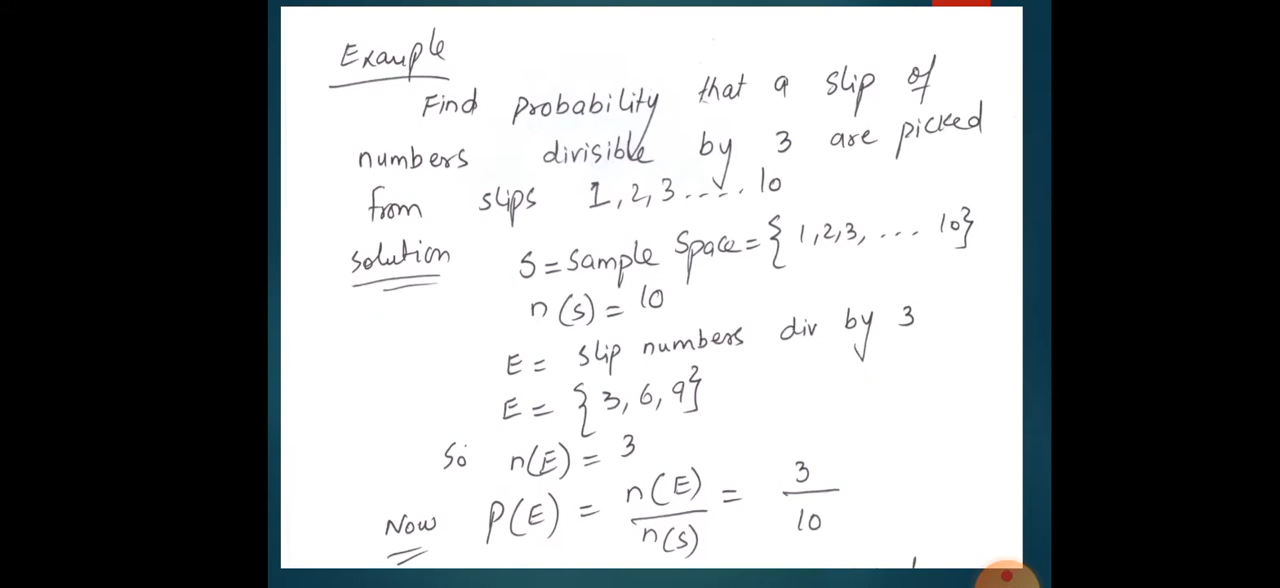 Example
Find probability that a slip of
numbers divisible by 3 are picked
from slips 1, 2, 3 ..... 10
solution S = Sample Space = { 1, 2, 3, ... 10}
n (s) = 10
E = slip numbers div by 3
E = { 3, 6, 9}
So n(E) = 3
Now P(E) = n(E) / n(s) = 3 / 10